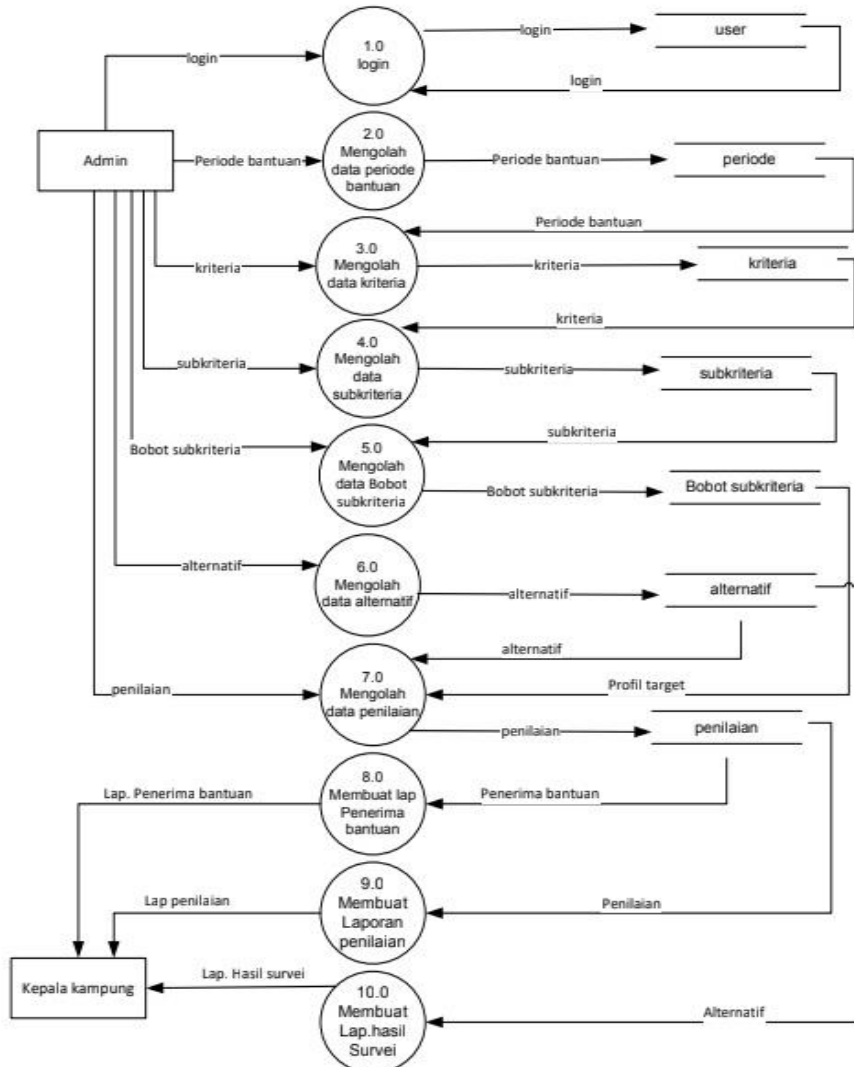 1.0
login
login
login
user
login
Admin
Periode bantuan
2.0
Mengolah
data periode
bantuan
Periode bantuan
periode
Periode bantuan
kriteria
3.0
Mengolah
data kriteria
kriteria
kriteria
kriteria
subkriteria
4.0
Mengolah
data
subkriteria
subkriteria
subkriteria
subkriteria
Bobot subkriteria
5.0
Mengolah
data Bobot
subkriteria
Bobot subkriteria
Bobot subkriteria
alternatif
6.0
Mengolah
data alternatif
alternatif
alternatif
alternatif
penilaian
7.0
Mengolah
data penilaian
Profil target
penilaian
penilaian
Lap. Penerima bantuan
8.0
Membuat lap
Penerima
bantuan
Penerima bantuan
Lap penilaian
9.0
Membuat
Laporan
penilaian
Penilaian
Kepala kampung
Lap. Hasil survei
10.0
Membuat
Lap.hasil
Survei
Alternatif